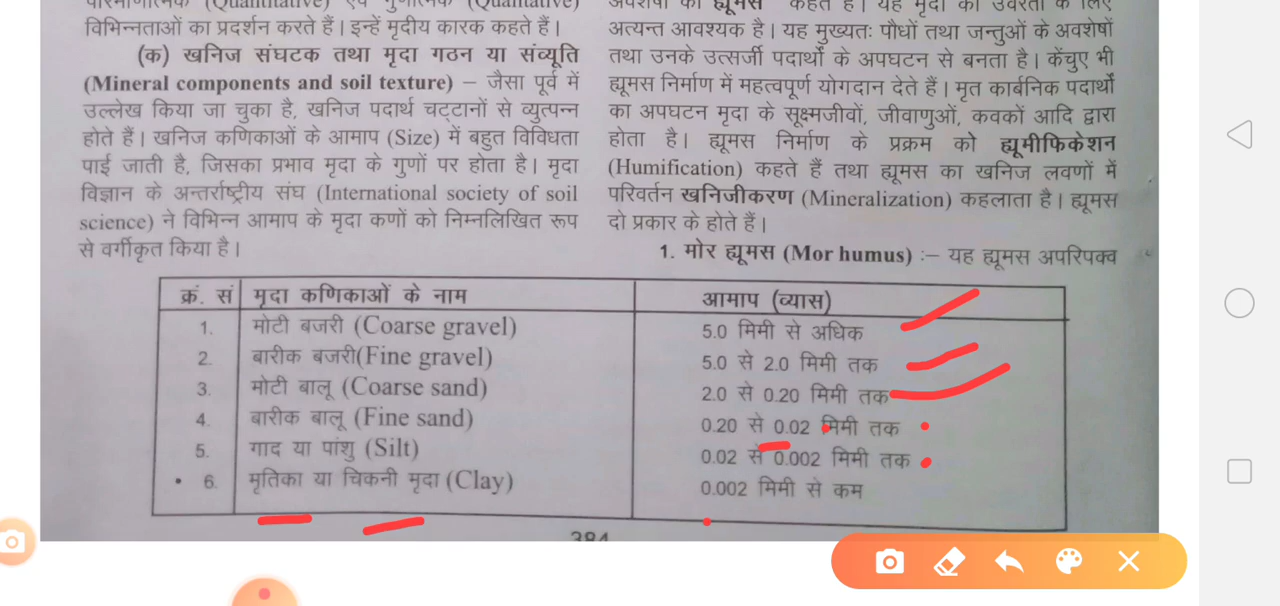 विभिन्नताओं का प्रदर्शन करते हैं। इन्हें मृदीय कारक कहते हैं।
(क) खनिज संघटक तथा मृदा गठन या संव्यूति
(Mineral components and soil texture) – जैसा पूर्व में
उल्लेख किया जा चुका है, खनिज पदार्थ चट्टानों से व्युत्पन्न
होते हैं। खनिज कणिकाओं के आमाप (Size) में बहुत विविधता
पाई जाती है, जिसका प्रभाव मृदा के गुणों पर होता है। मृदा
विज्ञान के अन्तर्राष्ट्रीय संघ (International society of soil
science) ने विभिन्न आमाप के मृदा कणों को निम्नलिखित रूप
से वर्गीकृत किया है।
अत्यन्त आवश्यक है। यह मुख्यतः पौधों तथा जन्तुओं के अवशेषों
तथा उनके उत्सर्जी पदार्थों के अपघटन से बनता है। केंचुए भी
ह्यूमस निर्माण में महत्वपूर्ण योगदान देते हैं। मृत कार्बनिक पदार्थों
का अपघटन मृदा के सूक्ष्मजीवों, जीवाणुओं, कवकों आदि द्वारा
होता है। ह्यूमस निर्माण के प्रक्रम को ह्यूमीफिकेशन
(Humification) कहते हैं तथा ह्यूमस का खनिज लवणों में
परिवर्तन खनिजीकरण (Mineralization) कहलाता है। ह्यूमस
दो प्रकार के होते हैं।
1. मोर ह्यूमस (Mor humus) :– यह ह्यूमस अपरिपक्व
क्रं. सं मृदा कणिकाओं के नाम आमाप (व्यास)
1. मोटी बजरी (Coarse gravel) 5.0 मिमी से अधिक
2. बारीक बजरी(Fine gravel) 5.0 से 2.0 मिमी तक
3. मोटी बालू (Coarse sand) 2.0 से 0.20 मिमी तक
4. बारीक बालू (Fine sand) 0.20 से 0.02 मिमी तक
5. गाद या पांशु (Silt) 0.02 से 0.002 मिमी तक
6. मृतिका या चिकनी मृदा (Clay) 0.002 मिमी से कम